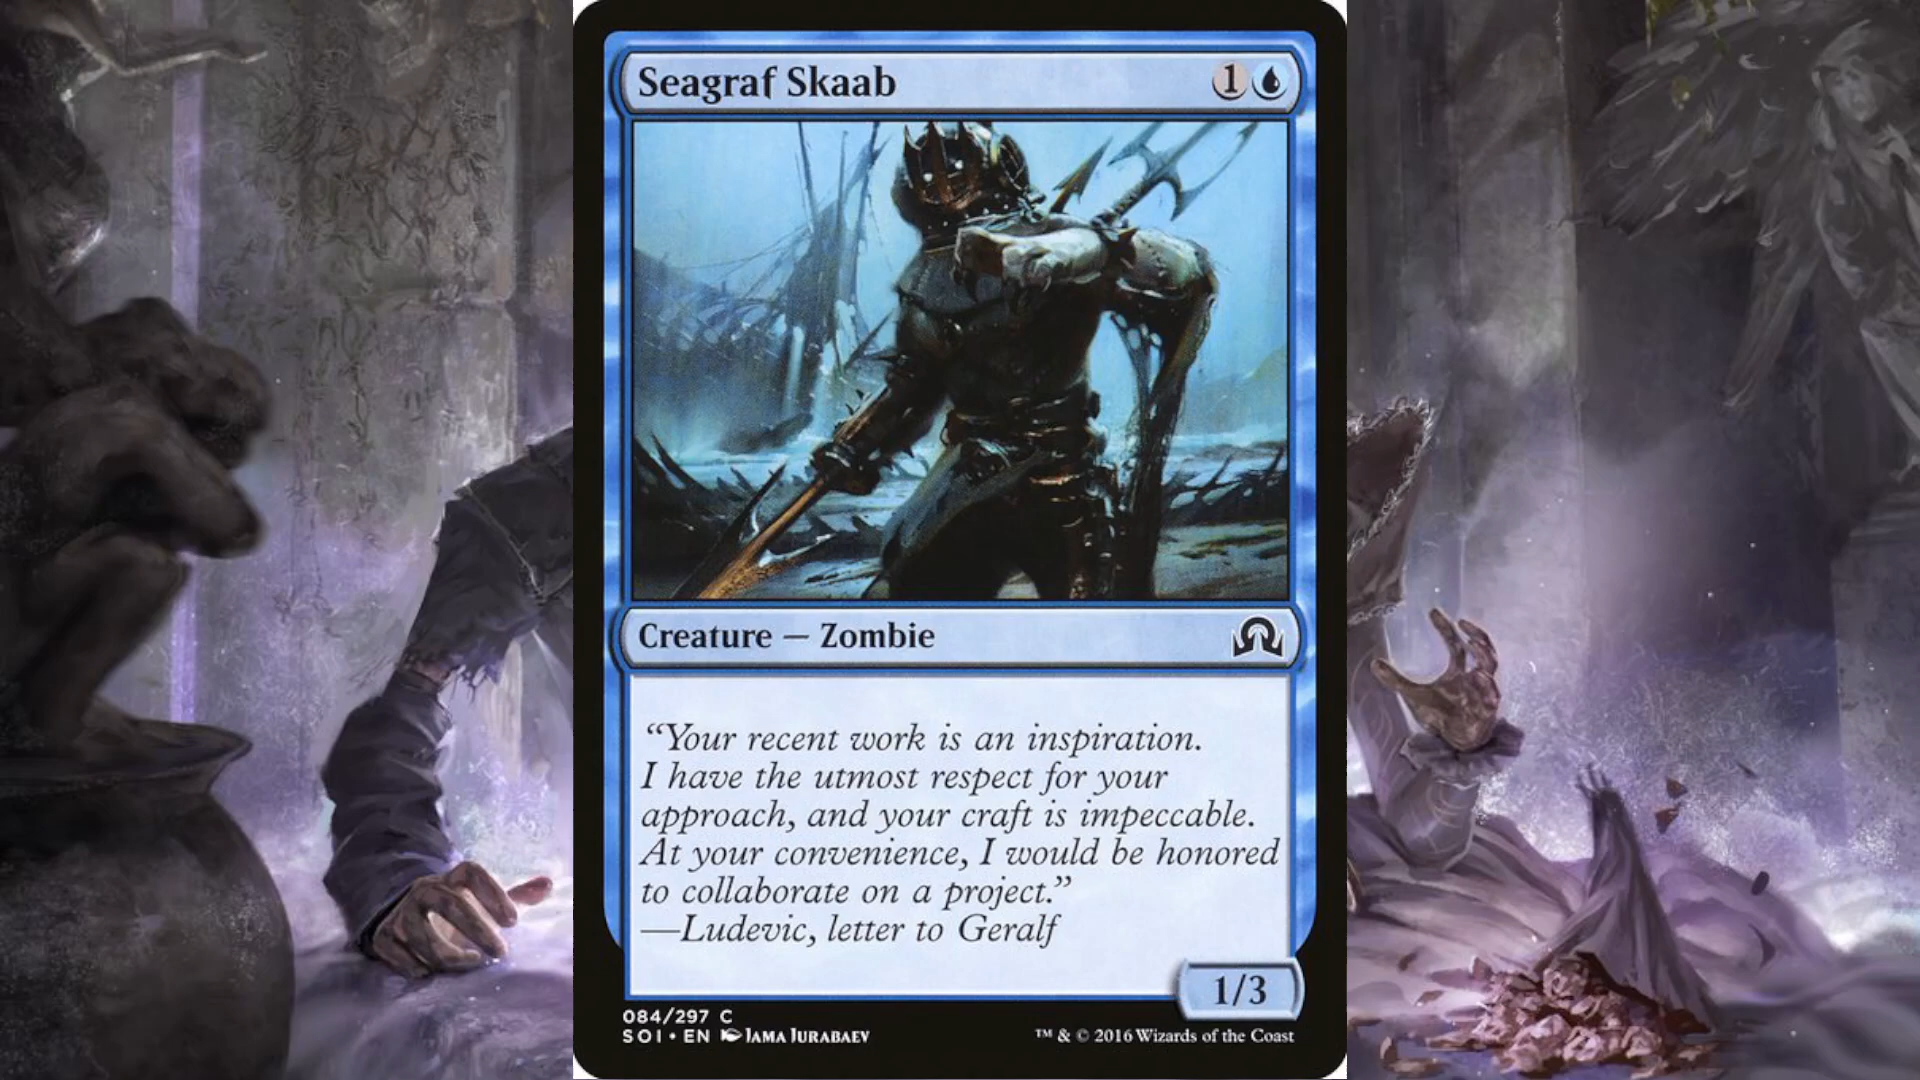 Seagraf Skaab
1
Creature — Zombie
“Your recent work is an inspiration.
I have the utmost respect for your
approach, and your craft is impeccable.
At your convenience, I would be honored
to collaborate on a project.”
—Ludevic, letter to Geralf
1/3
084/297 C
SOI • EN JAMA JURABAEV
™ & © 2016 Wizards of the Coast